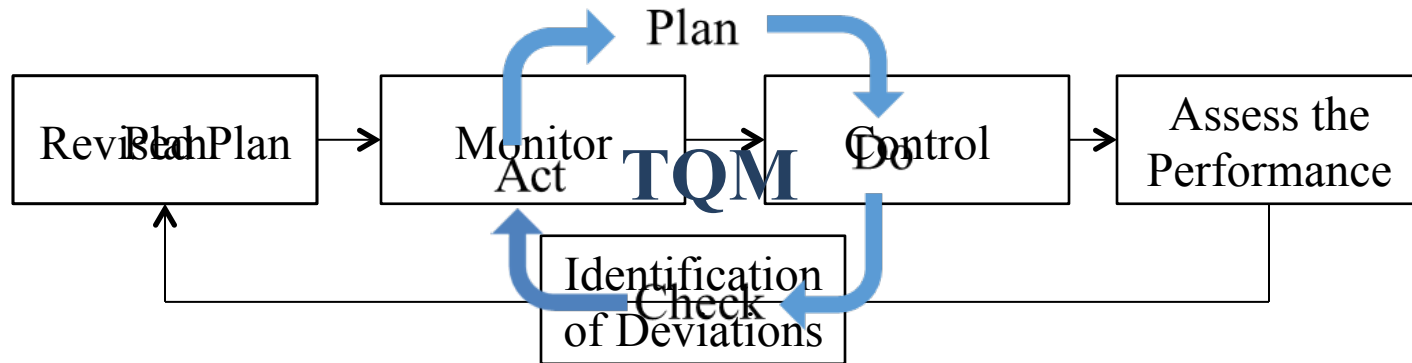 Plan
Revised Plan
Plan
Monitor
Control
Assess the
Performance
Act
TQM
Do
Identification
of Deviations
Check